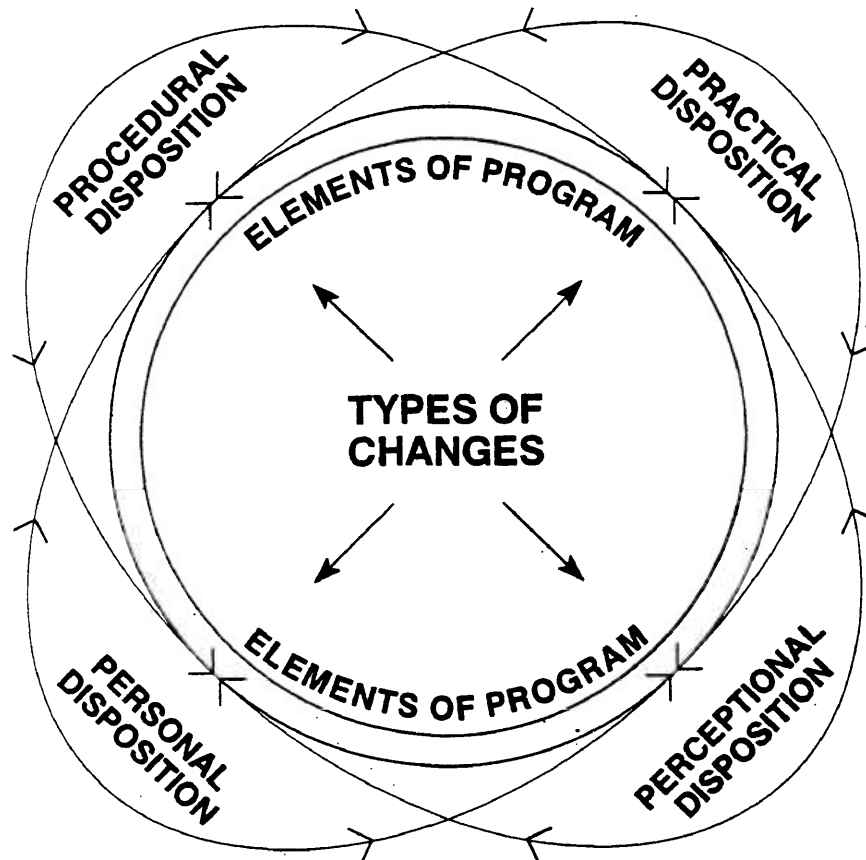 PROCEDURAL
DISPOSITION
PRACTICAL
DISPOSITION
ELEMENTS OF PROGRAM
TYPES OF
CHANGES
ELEMENTS OF PROGRAM
PERSONAL
DISPOSITION
PERCEPTIONAL
DISPOSITION